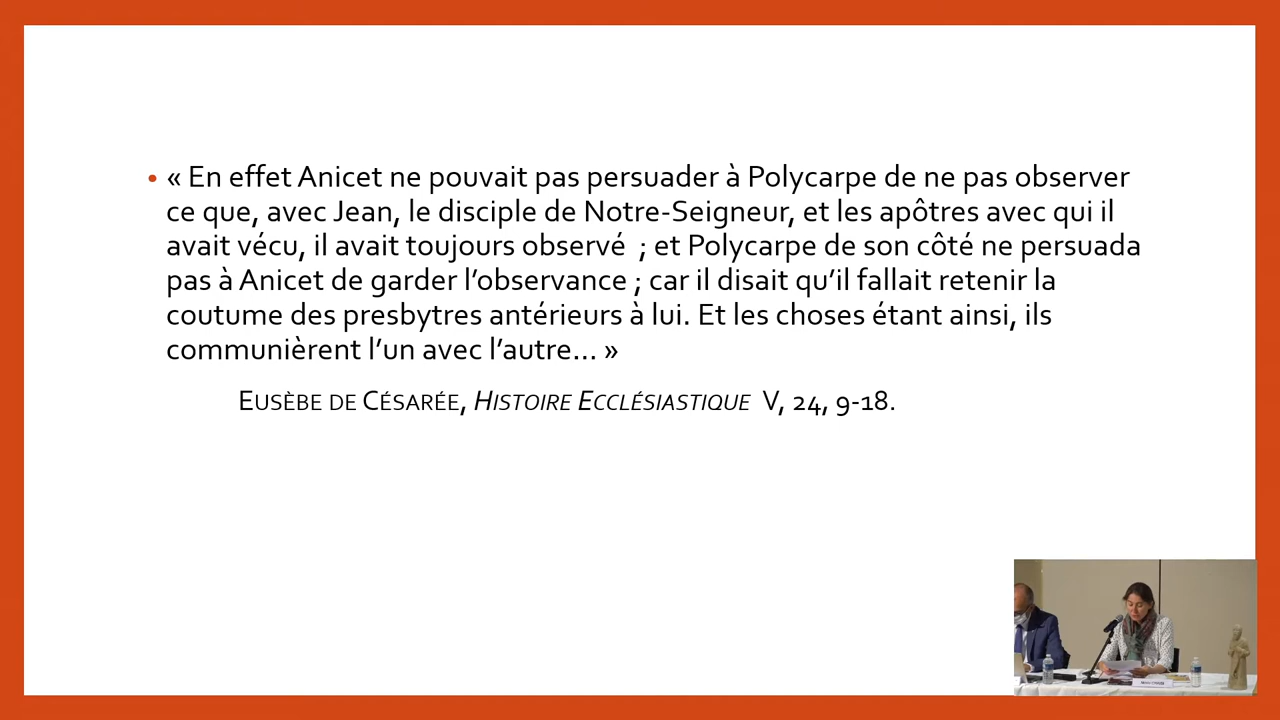 • « En effet Anicet ne pouvait pas persuader à Polycarpe de ne pas observer
ce que, avec Jean, le disciple de Notre-Seigneur, et les apôtres avec qui il
avait vécu, il avait toujours observé  ; et Polycarpe de son côté ne persuada
pas à Anicet de garder l’observance ; car il disait qu’il fallait retenir la
coutume des presbytres antérieurs à lui. Et les choses étant ainsi, ils
communièrent l’un avec l’autre... »
EUSÈBE DE CÉSARÉE, HISTOIRE ECCLÉSIASTIQUE  V, 24, 9-18.